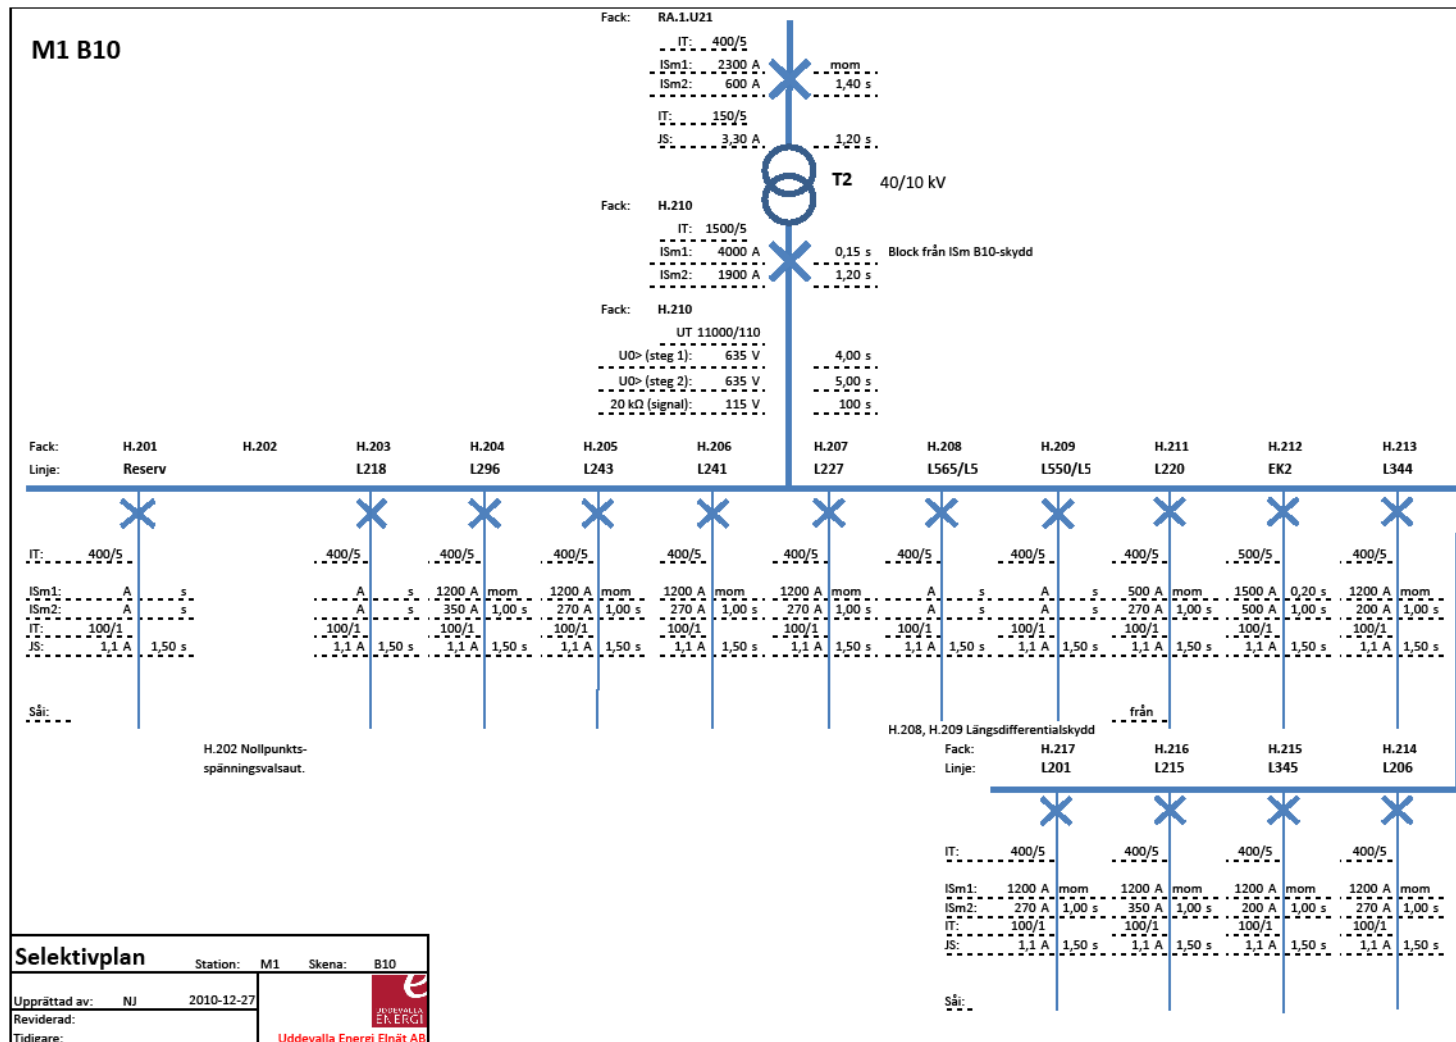 M1 B10
Fack: RA.1.U21
IT: 400/5
ISm1: 2300 A mom
ISm2: 600 A 1,40 s
IT: 150/5
JS: 3,30 A 1,20 s
T2 40/10 kV
Fack: H.210
IT: 1500/5
ISm1: 4000 A 0,15 s Block från ISm B10-skydd
ISm2: 1900 A 1,20 s
Fack: H.210
UT 11000/110
U0> (steg 1): 635 V 4,00 s
U0> (steg 2): 635 V 5,00 s
20 kΩ (signal): 115 V 100 s
Fack: H.201 H.202 H.203 H.204 H.205 H.206 H.207 H.208 H.209 H.211 H.212 H.213
Linje: Reserv L218 L296 L243 L241 L227 L565/L5 L550/L5 L220 EK2 L344
IT: 400/5 400/5 400/5 400/5 400/5 400/5 400/5 400/5 400/5 500/5 400/5
ISm1: A s A s 1200 A mom 1200 A mom 1200 A mom 1200 A mom A s A s 500 A mom 1500 A 0,20 s 1200 A mom
ISm2: A s A s 350 A 1,00 s 270 A 1,00 s 270 A 1,00 s 270 A 1,00 s A s A s 270 A 1,00 s 500 A 1,00 s 200 A 1,00 s
IT: 100/1 100/1 100/1 100/1 100/1 100/1 100/1 100/1 100/1 100/1 100/1
JS: 1,1 A 1,50 s 1,1 A 1,50 s 1,1 A 1,50 s 1,1 A 1,50 s 1,1 A 1,50 s 1,1 A 1,50 s 1,1 A 1,50 s 1,1 A 1,50 s 1,1 A 1,50 s 1,1 A 1,50 s 1,1 A 1,50 s
Såi: från
H.208, H.209 Längsdifferentialskydd
H.202 Nollpunkts-
spänningsvalsaut.
Fack: H.217 H.216 H.215 H.214
Linje: L201 L215 L345 L206
IT: 400/5 400/5 400/5 400/5
ISm1: 1200 A mom 1200 A mom 1200 A mom 1200 A mom
ISm2: 270 A 1,00 s 350 A 1,00 s 200 A 1,00 s 270 A 1,00 s
IT: 100/1 100/1 100/1 100/1
JS: 1,1 A 1,50 s 1,1 A 1,50 s 1,1 A 1,50 s 1,1 A 1,50 s
Såi:
Selektivplan Station: M1 Skena: B10
Upprättad av: NJ 2010-12-27
Reviderad:
Tidigare:
e
UDDEVALLA
ENERGI
Uddevalla Energi Elnät AB